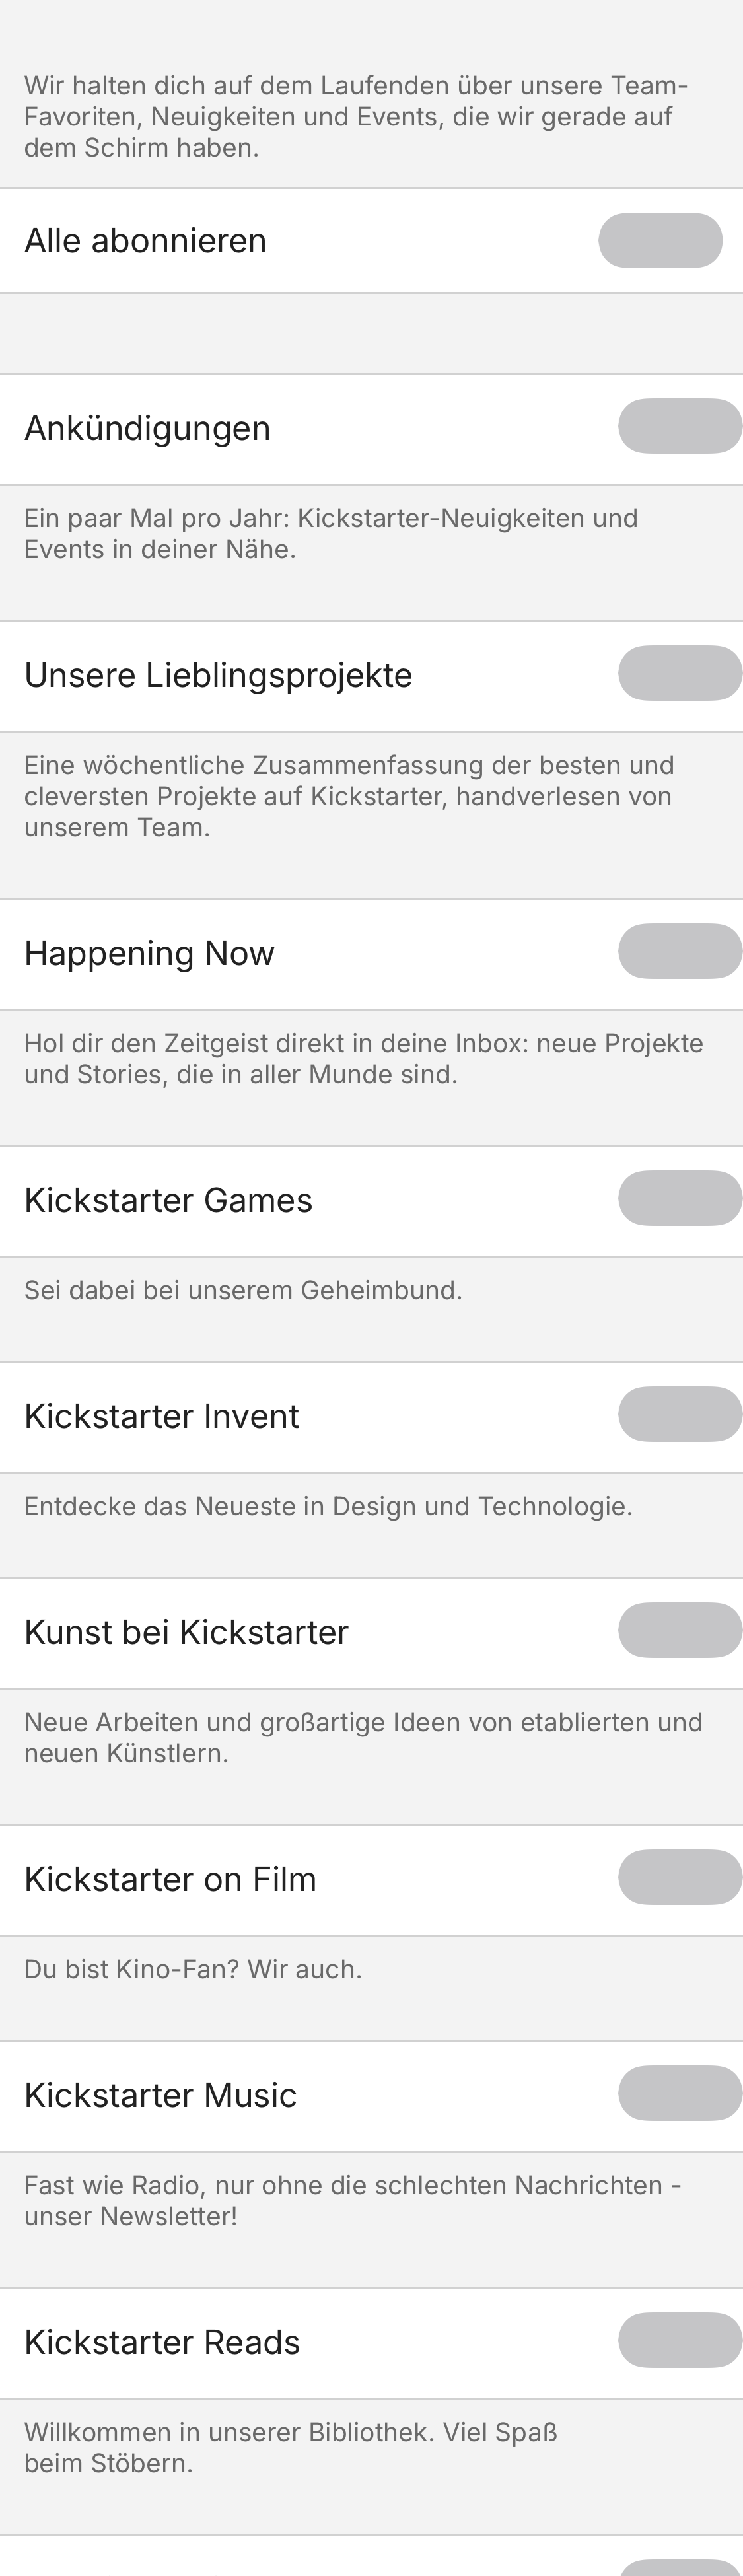 Wir halten dich auf dem Laufenden über unsere Team-
Favoriten, Neuigkeiten und Events, die wir gerade auf
dem Schirm haben.
Alle abonnieren
Ankündigungen
Ein paar Mal pro Jahr: Kickstarter-Neuigkeiten und
Events in deiner Nähe.
Unsere Lieblingsprojekte
Eine wöchentliche Zusammenfassung der besten und
cleversten Projekte auf Kickstarter, handverlesen von
unserem Team.
Happening Now
Hol dir den Zeitgeist direkt in deine Inbox: neue Projekte
und Stories, die in aller Munde sind.
Kickstarter Games
Sei dabei bei unserem Geheimbund.
Kickstarter Invent
Entdecke das Neueste in Design und Technologie.
Kunst bei Kickstarter
Neue Arbeiten und großartige Ideen von etablierten und
neuen Künstlern.
Kickstarter on Film
Du bist Kino-Fan? Wir auch.
Kickstarter Music
Fast wie Radio, nur ohne die schlechten Nachrichten -
unser Newsletter!
Kickstarter Reads
Willkommen in unserer Bibliothek. Viel Spaß
beim Stöbern.